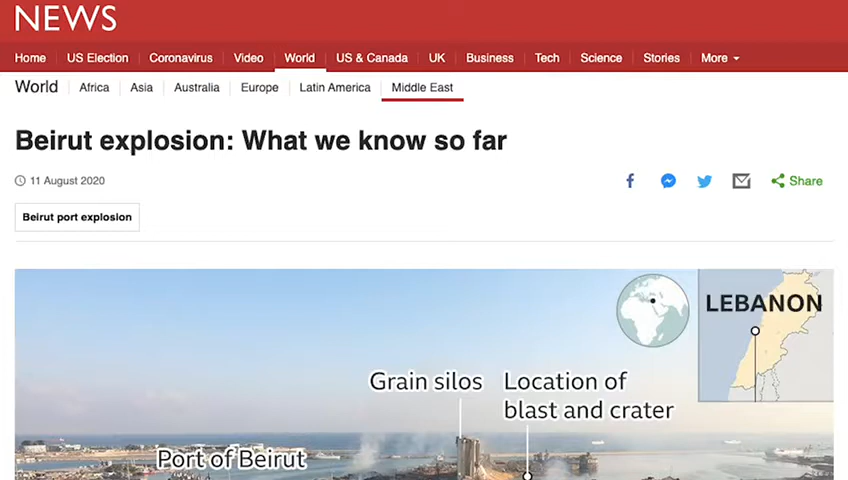 NEWS
Home US Election Coronavirus Video World US & Canada UK Business Tech Science Stories More
World Africa Asia Australia Europe Latin America Middle East
Beirut explosion: What we know so far
11 August 2020
Share
Beirut port explosion
LEBANON
Grain silos
Location of
blast and crater
Port of Beirut